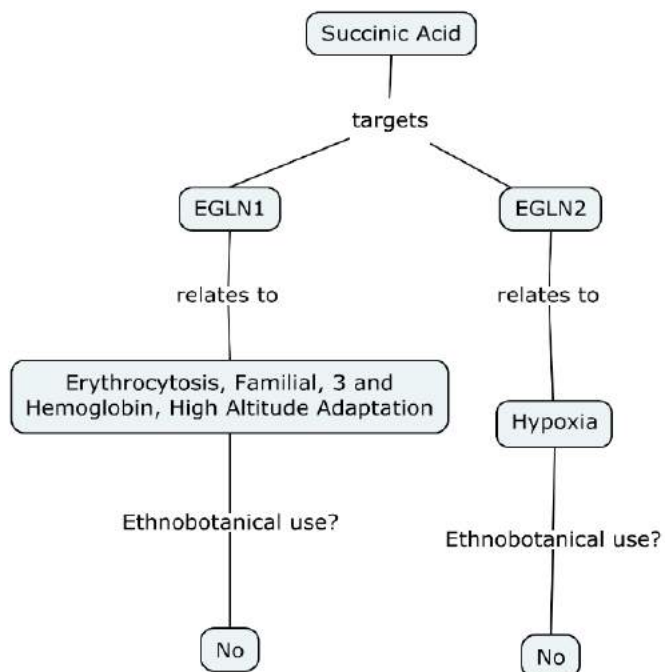 Succinic Acid
targets
EGLN1
EGLN2
relates to
relates to
Erythrocytosis, Familial, 3 and
Hemoglobin, High Altitude Adaptation
Hypoxia
Ethnobotanical use?
Ethnobotanical use?
No
No